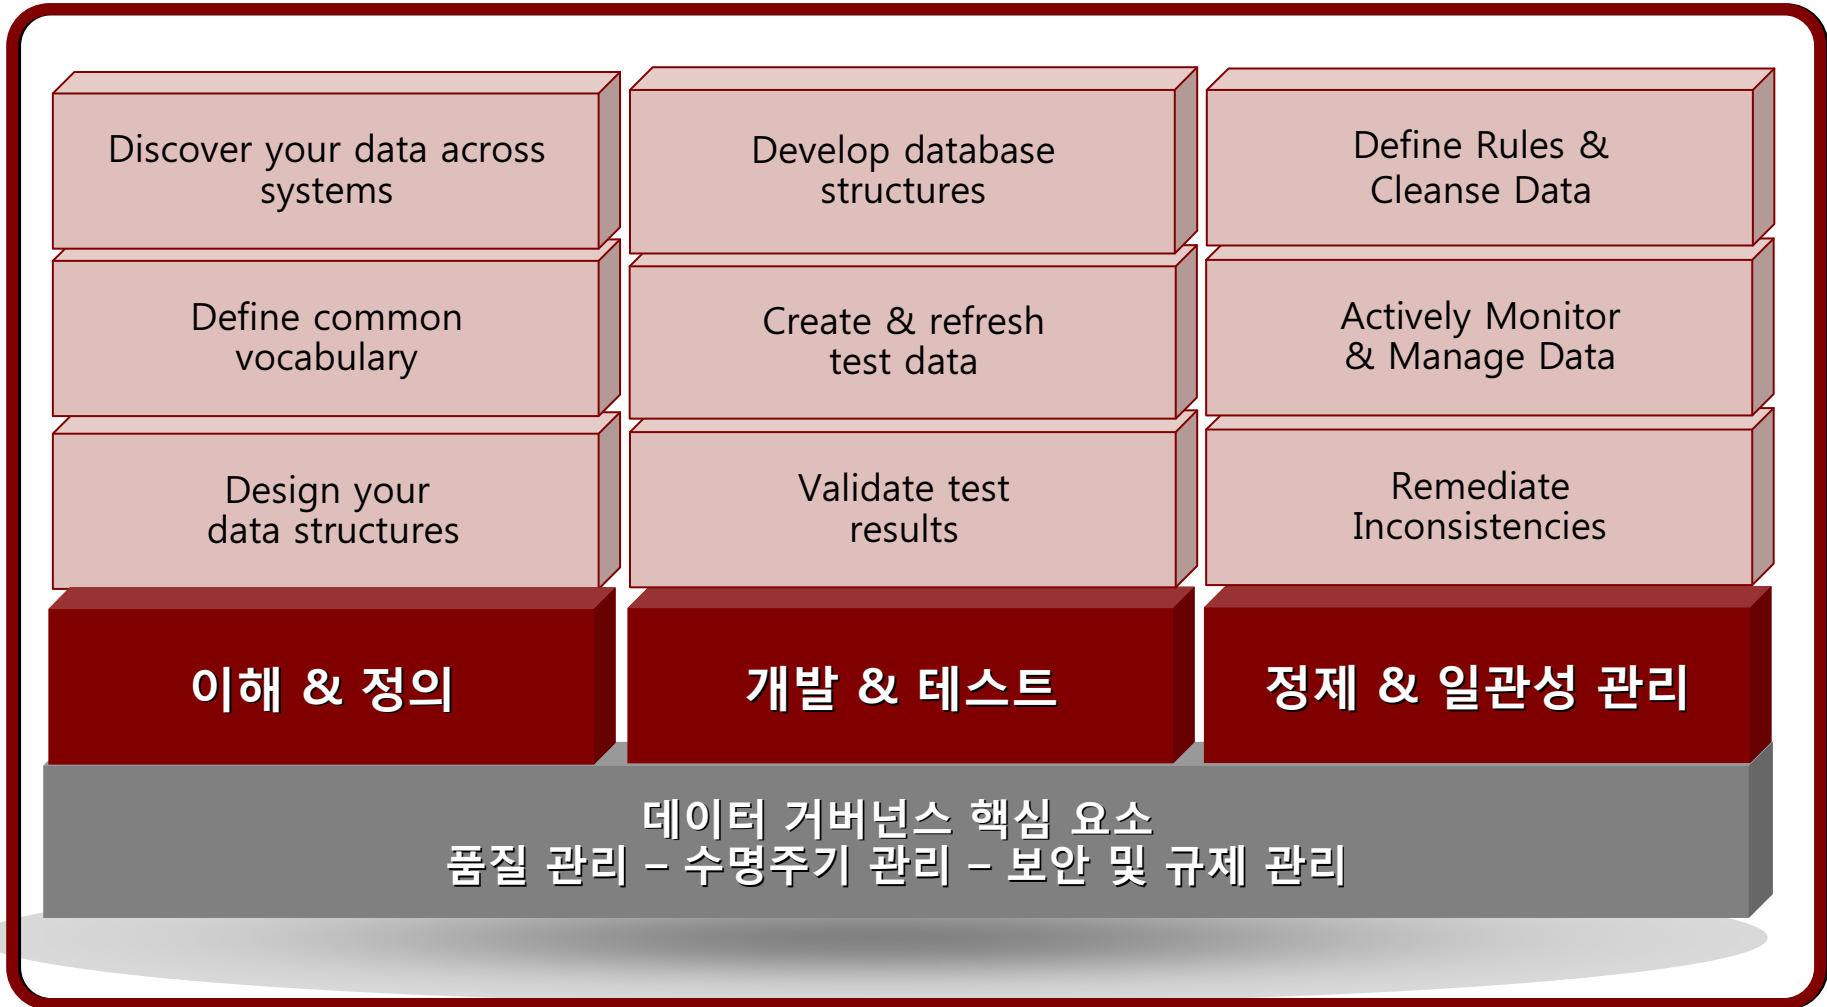 Discover your data across
systems
Define common
vocabulary
Design your
data structures
이해 & 정의
Develop database
structures
Create & refresh
test data
Validate test
results
개발 & 테스트
Define Rules &
Cleanse Data
Actively Monitor
& Manage Data
Remediate
Inconsistencies
정제 & 일관성 관리
데이터 거버넌스 핵심 요소
품질 관리 – 수명주기 관리 – 보안 및 규제 관리